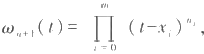 ω_{n+1}(t) = ∏_{i=0}^{m} (t-x_i)^{n_i},